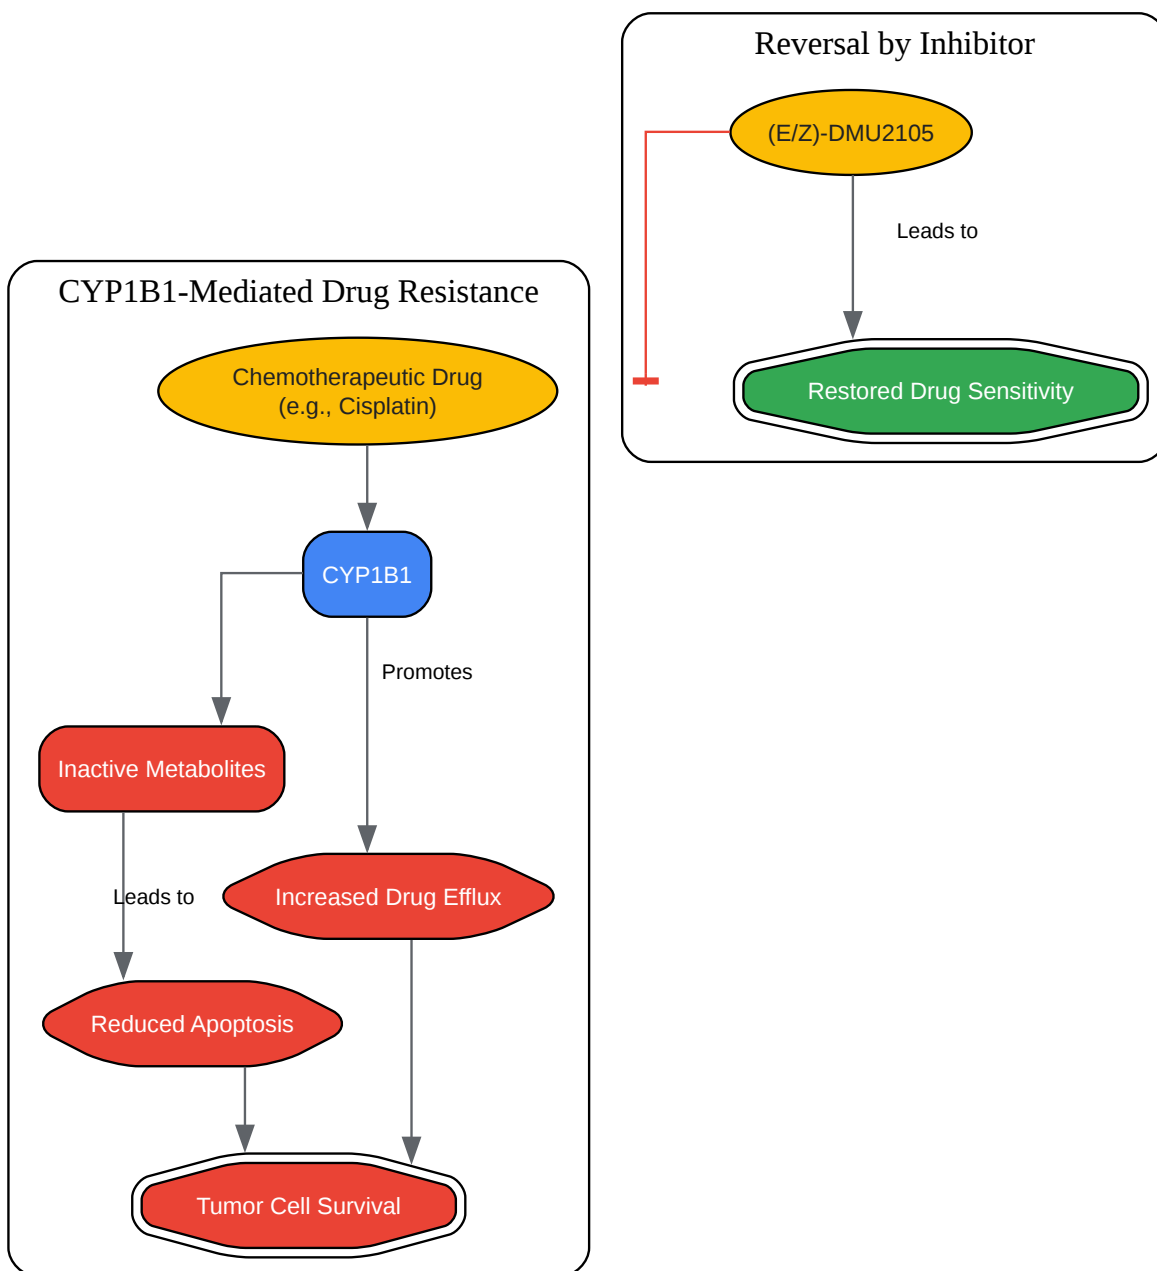 Reversal by Inhibitor
(E/Z)-DMU2105
Leads to
Restored Drug Sensitivity
CYP1B1-Mediated Drug Resistance
Chemotherapeutic Drug
(e.g., Cisplatin)
CYP1B1
Promotes
Inactive Metabolites
Leads to
Increased Drug Efflux
Reduced Apoptosis
Tumor Cell Survival